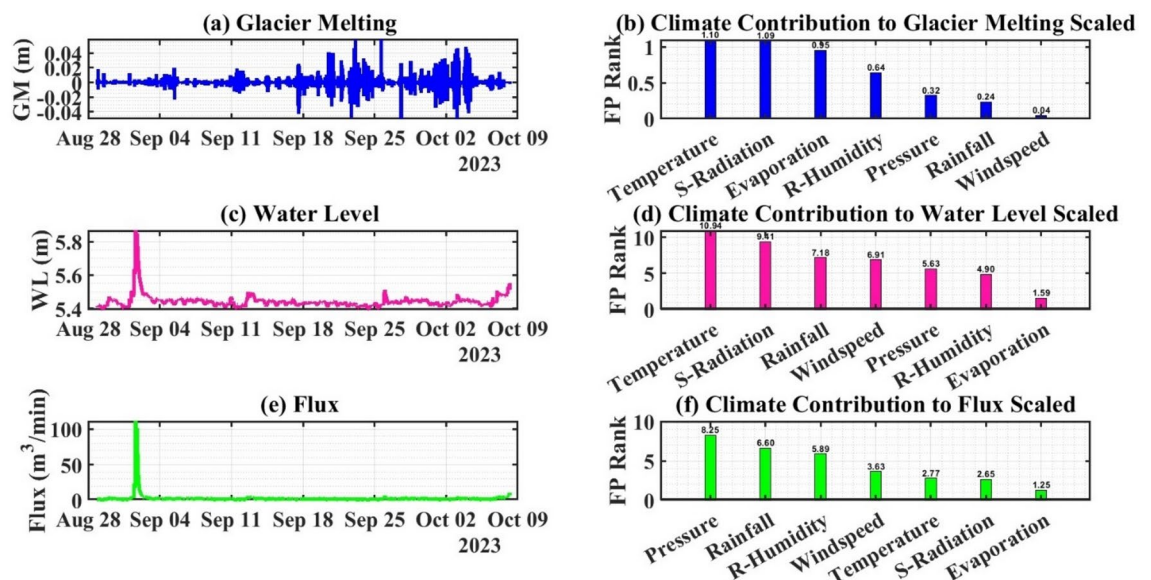 (a) Glacier Melting
GM (m)
0.04
0.02
0
-0.02
-0.04
Aug 28 Sep 04 Sep 11 Sep 18 Sep 25 Oct 02 Oct 09
2023
(b) Climate Contribution to Glacier Melting Scaled
FP Rank
1
0.5
0
1.10 1.09 0.95 0.64 0.32 0.24 0.04
Temperature S-Radiation Evaporation R-Humidity Pressure Rainfall Windspeed
(c) Water Level
WL (m)
5.8
5.6
5.4
Aug 28 Sep 04 Sep 11 Sep 18 Sep 25 Oct 02 Oct 09
2023
(d) Climate Contribution to Water Level Scaled
FP Rank
10
5
0
10.94 9.41 7.18 6.91 5.63 4.90 1.59
Temperature S-Radiation Rainfall Windspeed Pressure R-Humidity Evaporation
(e) Flux
Flux (m³/min)
100
50
0
Aug 28 Sep 04 Sep 11 Sep 18 Sep 25 Oct 02 Oct 09
2023
(f) Climate Contribution to Flux Scaled
FP Rank
10
5
0
8.25 6.60 5.89 3.63 2.77 2.65 1.25
Pressure Rainfall R-Humidity Windspeed Temperature S-Radiation Evaporation